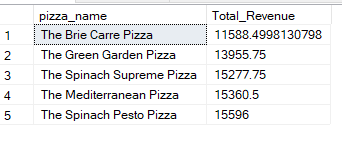 pizza_name Total_Revenue
1 The Brie Carre Pizza 11588.4998130798
2 The Green Garden Pizza 13955.75
3 The Spinach Supreme Pizza 15277.75
4 The Mediterranean Pizza 15360.5
5 The Spinach Pesto Pizza 15596